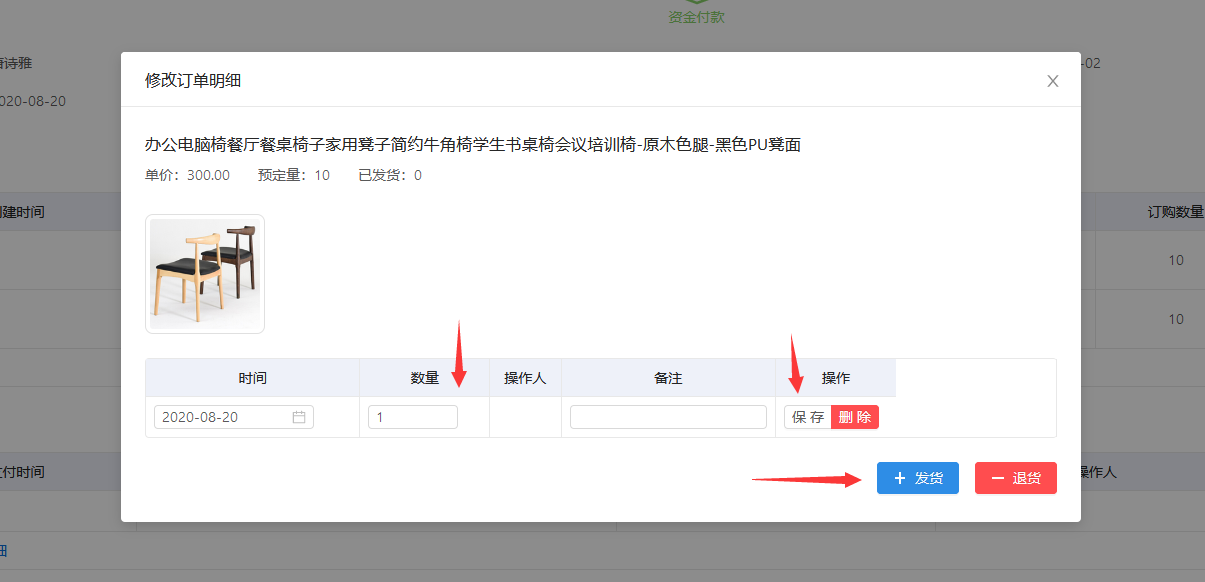 资金付款
诗雅
-02
020-08-20
修改订单明细
办公电脑椅餐厅餐桌椅子家用凳子简约牛角椅学生书桌椅会议培训椅-原木色腿-黑色PU凳面
单价：300.00 预定量：10 已发货：0
建时间
订购数量
10
10
时间 数量 操作人 备注 操作
2020-08-20 1 保 存 删 除
付时间
操作人
+ 发货 — 退货